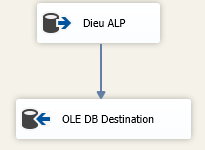 Dieu ALP
OLE DB Destination